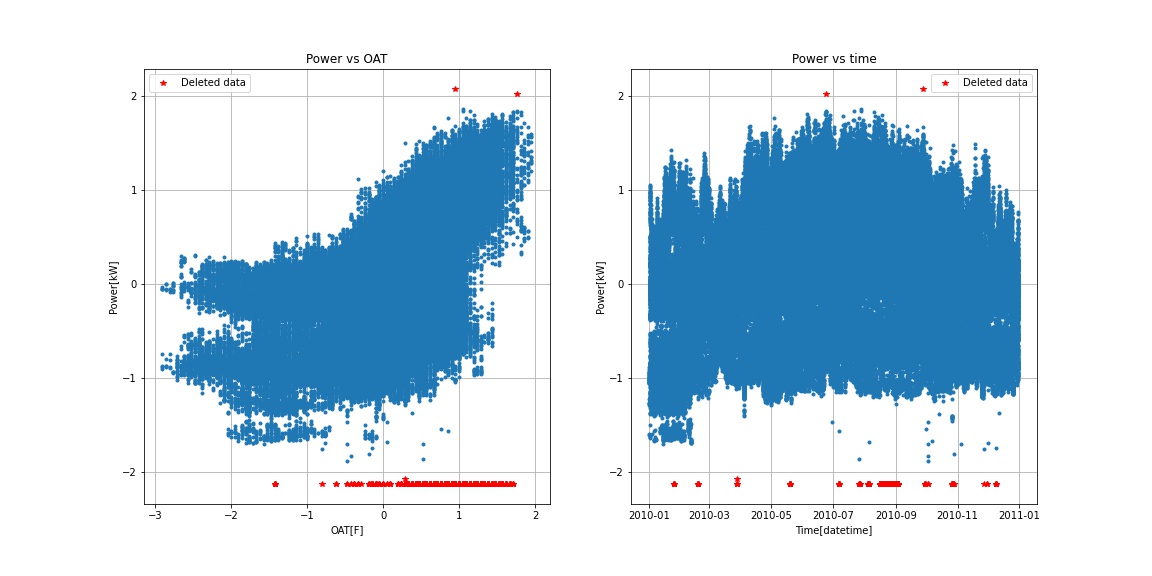 Power vs OAT
Deleted data
2
1
0
−1
−2
Power[kW]
−3 −2 −1 0 1 2
OAT[F]
Power vs time
Deleted data
2
1
0
−1
−2
Power[kW]
2010-01 2010-03 2010-05 2010-07 2010-09 2010-11 2011-01
Time[datetime]